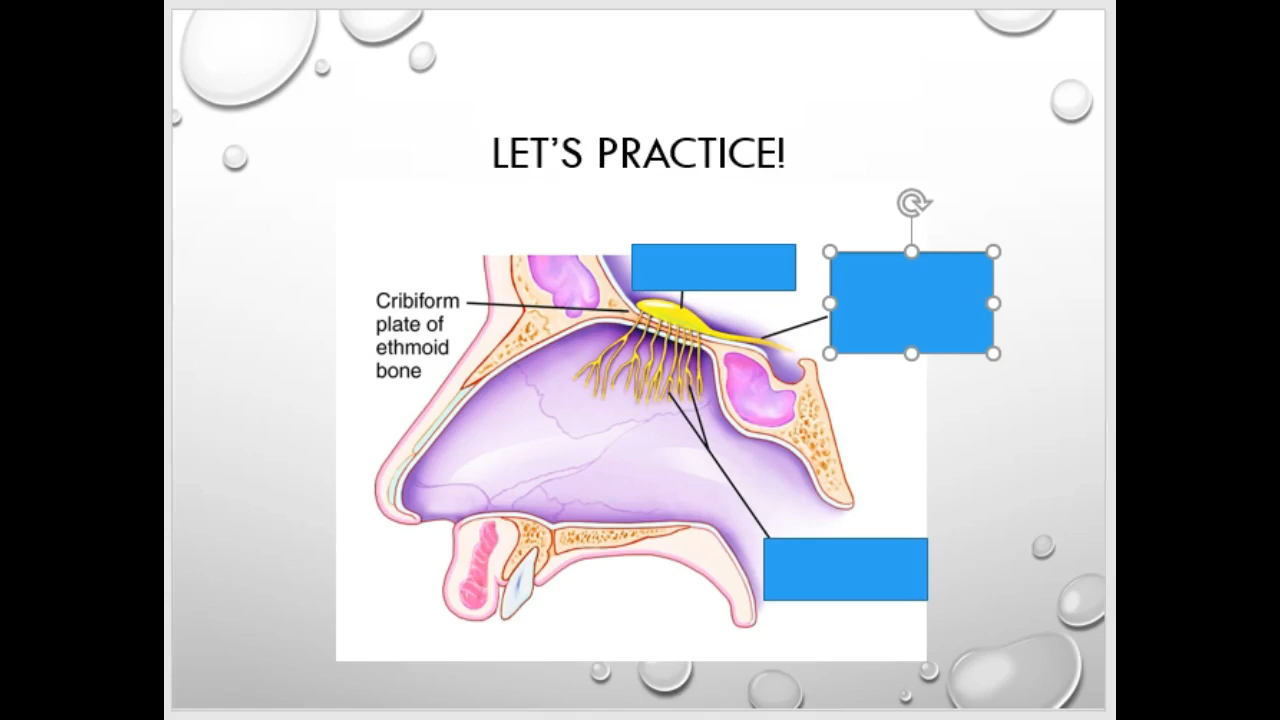 LET’S PRACTICE!
Cribiform
plate of
ethmoid
bone